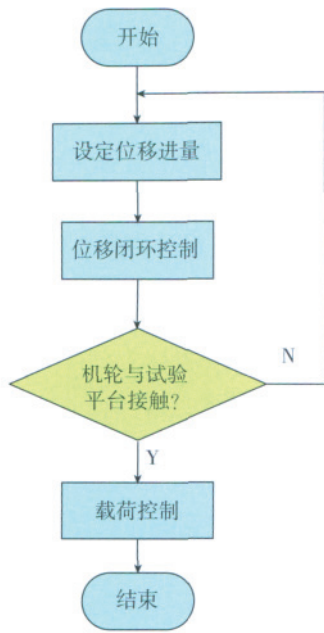 开始
设定位移进量
位移闭环控制
机轮与试验
平台接触?
N
Y
载荷控制
结束